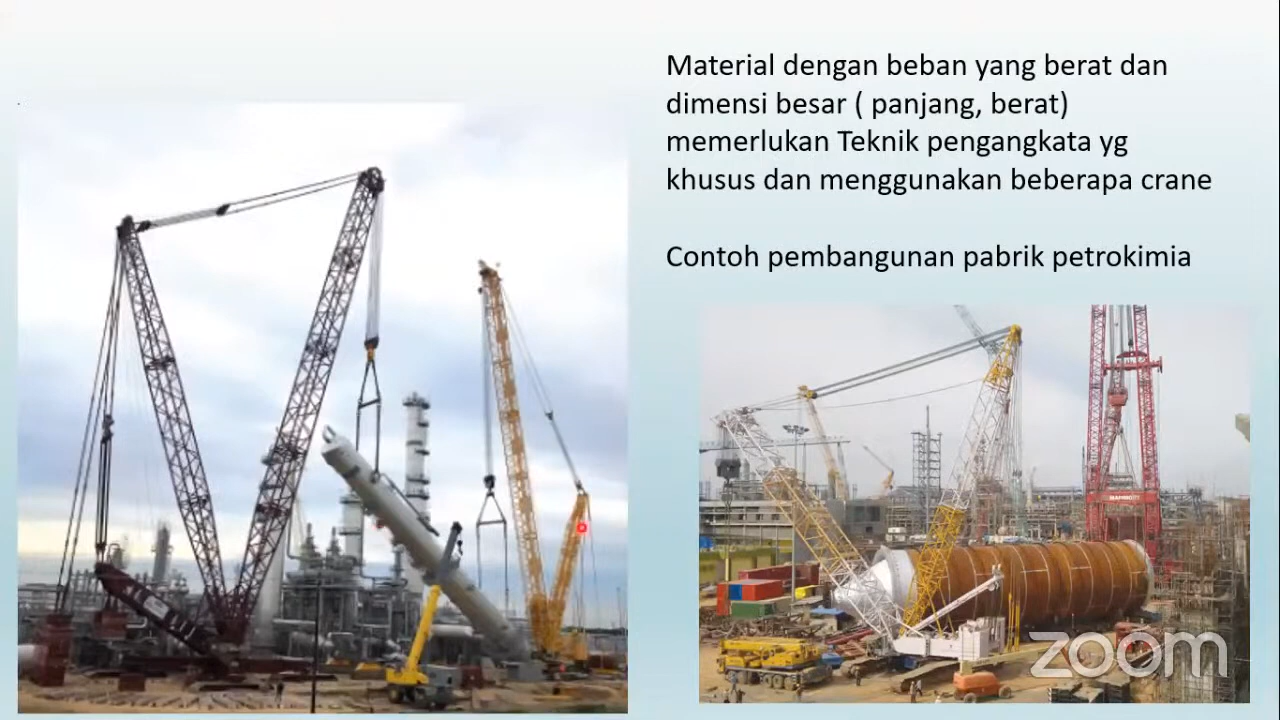 Material dengan beban yang berat dan
dimensi besar ( panjang, berat)
memerlukan Teknik pengangkata yg
khusus dan menggunakan beberapa crane
Contoh pembangunan pabrik petrokimia
zoom